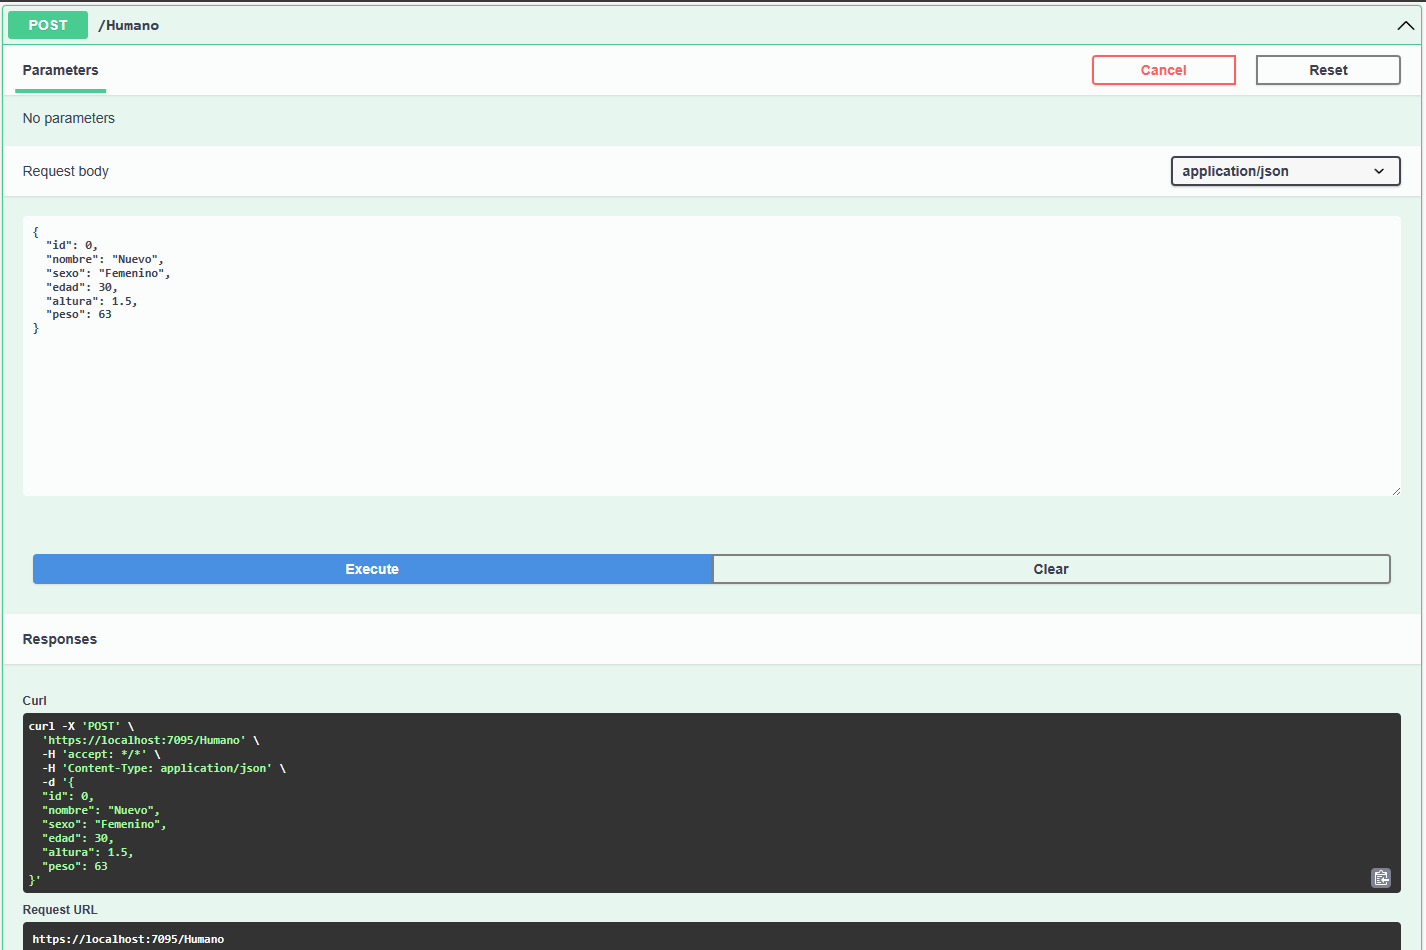 POST /Humano
Parameters
Cancel
Reset
No parameters
Request body
application/json
{
  "id": 0,
  "nombre": "Nuevo",
  "sexo": "Femenino",
  "edad": 30,
  "altura": 1.5,
  "peso": 63
}
Execute
Clear
Responses
Curl
curl -X 'POST' \
  'https://localhost:7095/Humano' \
  -H 'accept: */*' \
  -H 'Content-Type: application/json' \
  -d '{
  "id": 0,
  "nombre": "Nuevo",
  "sexo": "Femenino",
  "edad": 30,
  "altura": 1.5,
  "peso": 63
}'
Request URL
https://localhost:7095/Humano